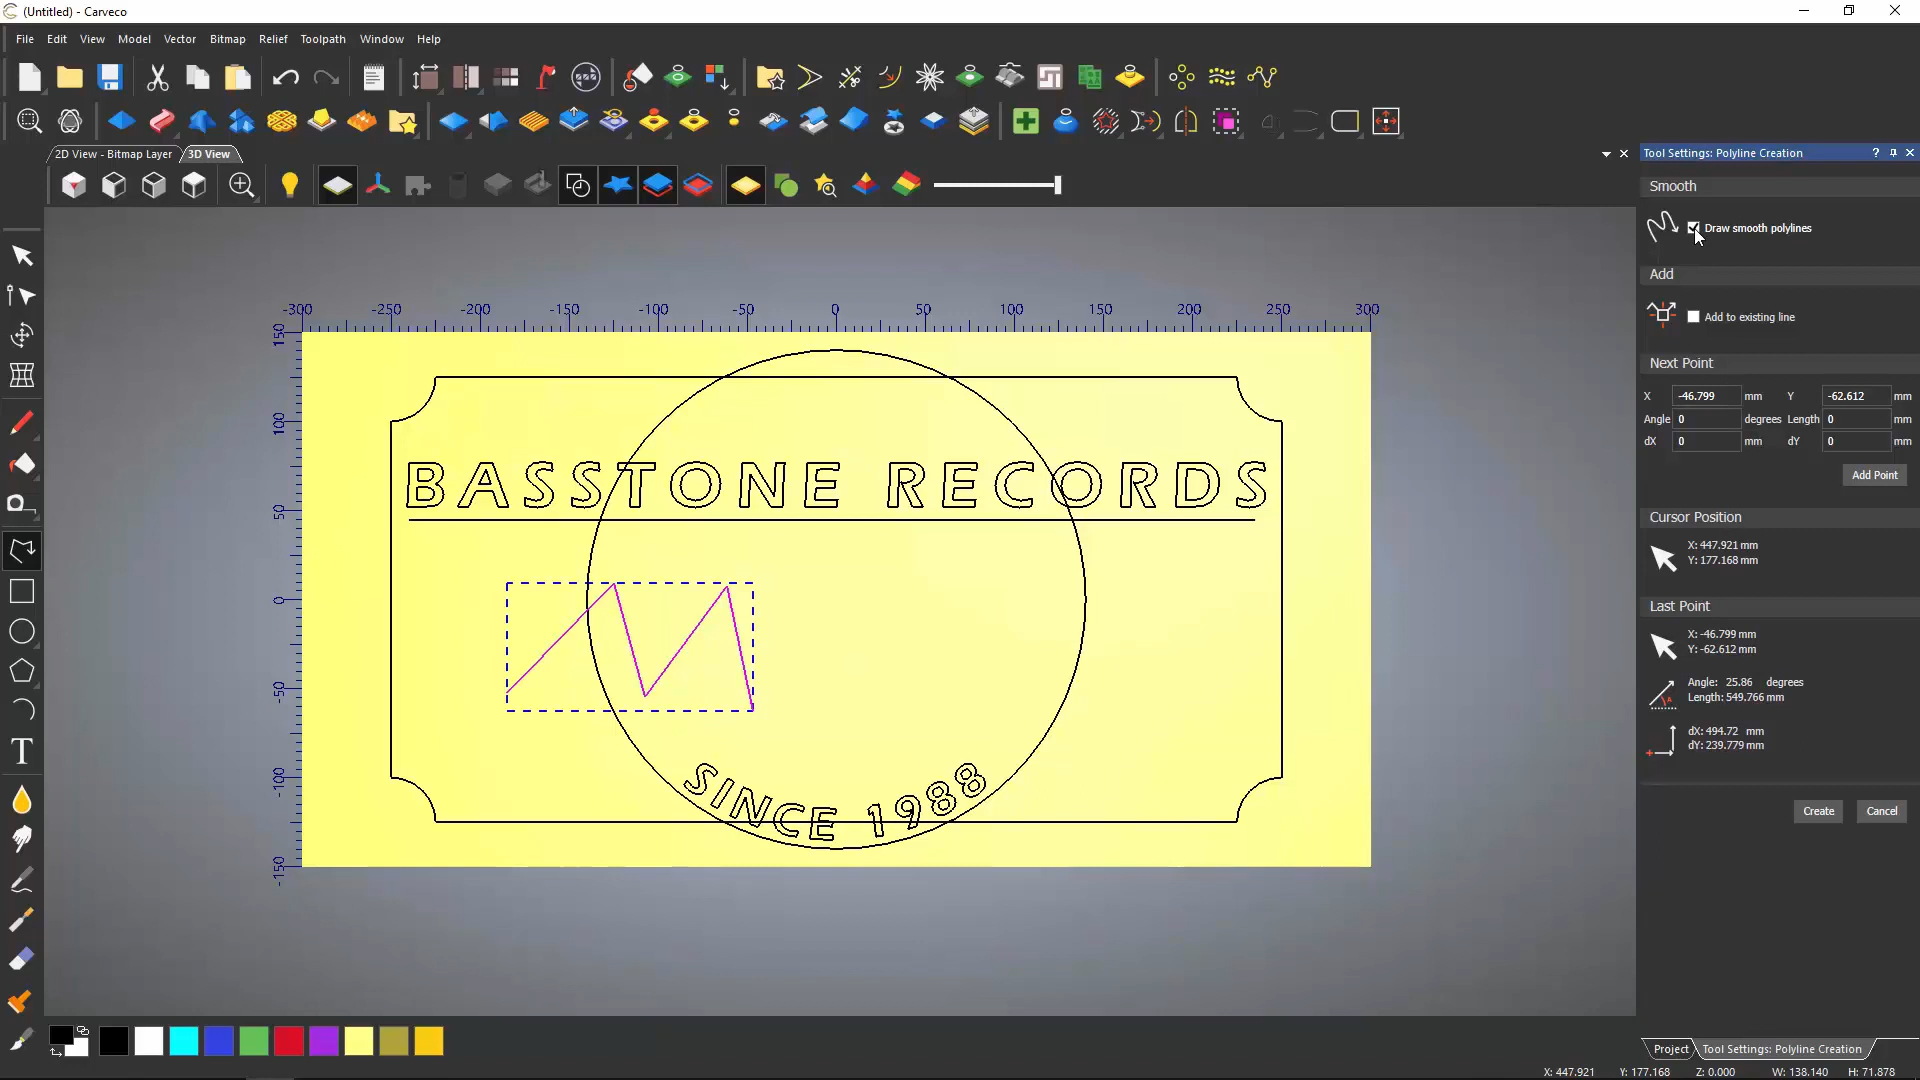 (Untitled) - Carveco
File Edit View Model Vector Bitmap Relief Toolpath Window Help
2D View - Bitmap Layer 3D View
Tool Settings: Polyline Creation
Smooth
Draw smooth polylines
Add
Add to existing line
Next Point
X -46.799 mm Y -62.612 mm
Angle 0 degrees Length 0 mm
dX 0 mm dY 0 mm
Add Point
Cursor Position
X: 447.921 mm
Y: 177.168 mm
Last Point
X: -46.799 mm
Y: -62.612 mm
Angle: 25.86 degrees
Length: 549.766 mm
dX: 494.72 mm
dY: 239.779 mm
Create Cancel
-300 -250 -200 -150 -100 -50 0 50 100 150 200 250 300
150
100
50
0
-50
-100
-150
BASSTONE RECORDS
SINCE 1988
T
Project Tool Settings: Polyline Creation
X: 447.921 Y: 177.168 Z: 0.000 W: 138.140 H: 71.878